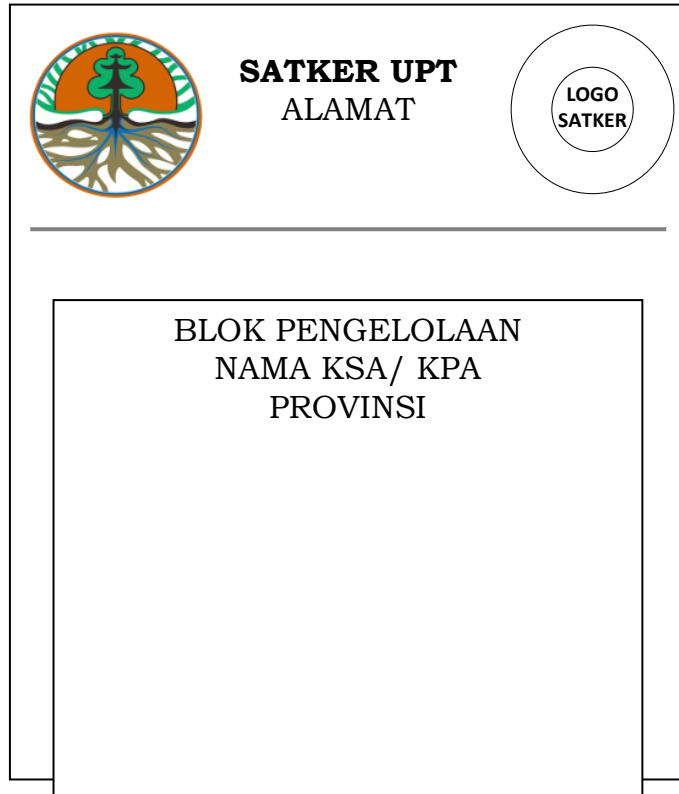 SATKER UPT
ALAMAT
LOGO
SATKER
BLOK PENGELOLAAN
NAMA KSA/ KPA
PROVINSI